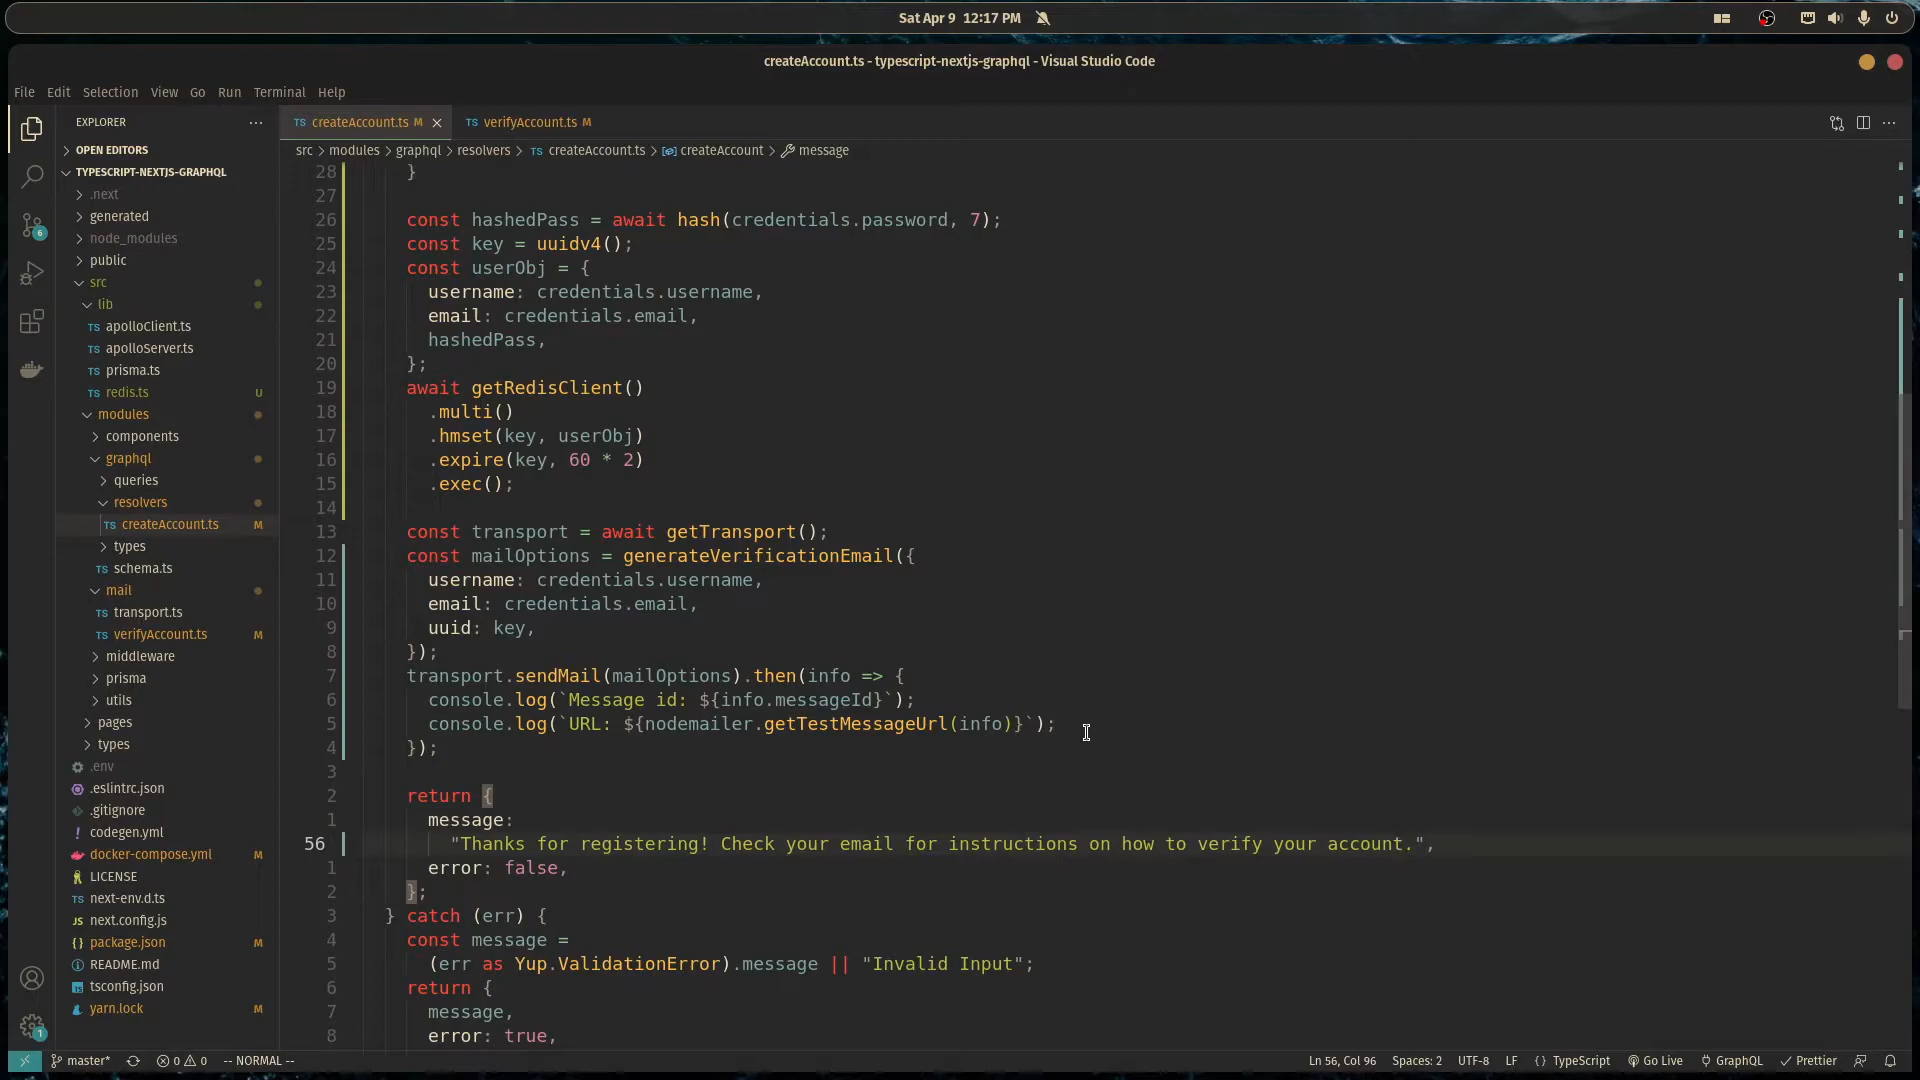 Sat Apr 9 12:17 PM
createAccount.ts - typescript-nextjs-graphql - Visual Studio Code
File Edit Selection View Go Run Terminal Help
EXPLORER
OPEN EDITORS
TYPESCRIPT-NEXTJS-GRAPHQL
.next
generated
node_modules
public
src
lib
TS apolloClient.ts
TS apolloServer.ts
TS prisma.ts
TS redis.ts U
modules
components
graphql
queries
resolvers
TS createAccount.ts M
types
TS schema.ts
mail
TS transport.ts
TS verifyAccount.ts M
middleware
prisma
utils
pages
types
.env
.eslintrc.json
.gitignore
! codegen.yml
docker-compose.yml M
LICENSE
TS next-env.d.ts
JS next.config.js
{} package.json M
README.md
tsconfig.json
yarn.lock M
6
1
TS createAccount.ts M
TS verifyAccount.ts M
src > modules > graphql > resolvers > TS createAccount.ts > createAccount > message
28 }
27
26 const hashedPass = await hash(credentials.password, 7);
25 const key = uuidv4();
24 const userObj = {
23 username: credentials.username,
22 email: credentials.email,
21 hashedPass,
20 };
19 await getRedisClient()
18 .multi()
17 .hmset(key, userObj)
16 .expire(key, 60 * 2)
15 .exec();
14
13 const transport = await getTransport();
12 const mailOptions = generateVerificationEmail({
11 username: credentials.username,
10 email: credentials.email,
9 uuid: key,
8 });
7 transport.sendMail(mailOptions).then(info => {
6 console.log(`Message id: ${info.messageId}`);
5 console.log(`URL: ${nodemailer.getTestMessageUrl(info)}`);
4 });
3
2 return {
1 message:
56 "Thanks for registering! Check your email for instructions on how to verify your account.",
1 error: false,
2 };
3 } catch (err) {
4 const message =
5 (err as Yup.ValidationError).message || "Invalid Input";
6 return {
7 message,
8 error: true,
master* 0 0 -- NORMAL --
Ln 56, Col 96 Spaces: 2 UTF-8 LF {} TypeScript Go Live GraphQL Prettier